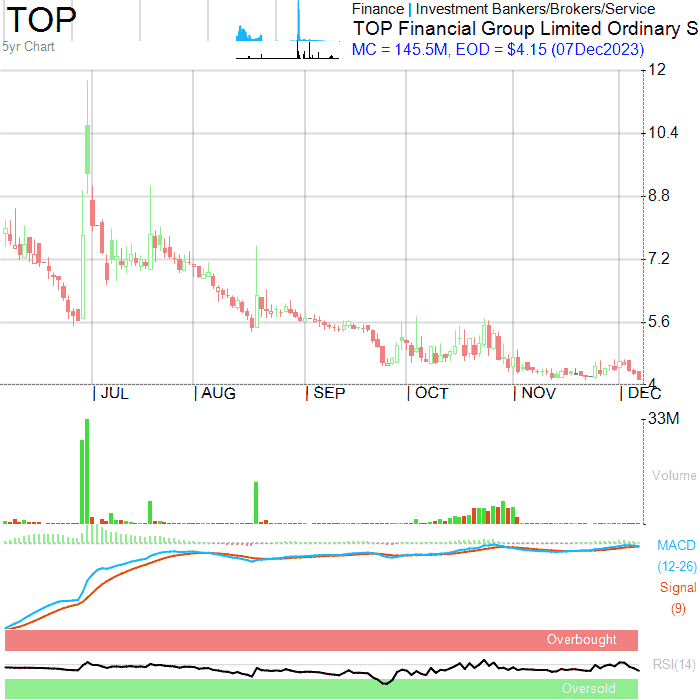 TOP
5yr Chart
Finance | Investment Bankers/Brokers/Service
TOP Financial Group Limited Ordinary S
MC = 145.5M, EOD = $4.15 (07Dec2023)
12
10.4
8.8
7.2
5.6
4
JUL
AUG
SEP
OCT
NOV
DEC
33M
Volume
MACD
(12-26)
Signal
(9)
Overbought
RSI(14)
Oversold